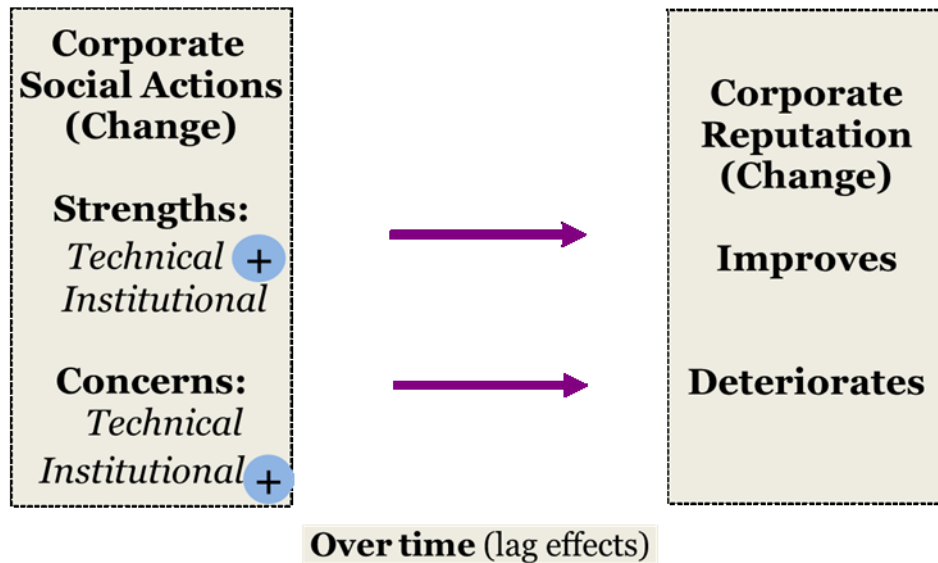 Corporate
Social Actions
(Change)
Strengths:
Technical +
Institutional
Concerns:
Technical
Institutional +
Corporate
Reputation
(Change)
Improves
Deteriorates
Over time (lag effects)